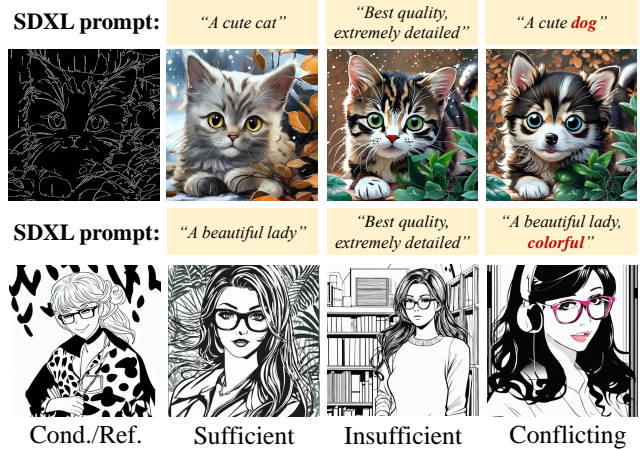 SDXL prompt:
“A cute cat”
“Best quality,
extremely detailed”
“A cute dog”
SDXL prompt:
“A beautiful lady”
“Best quality,
extremely detailed”
“A beautiful lady,
colorful”
Cond./Ref.
Sufficient
Insufficient
Conflicting